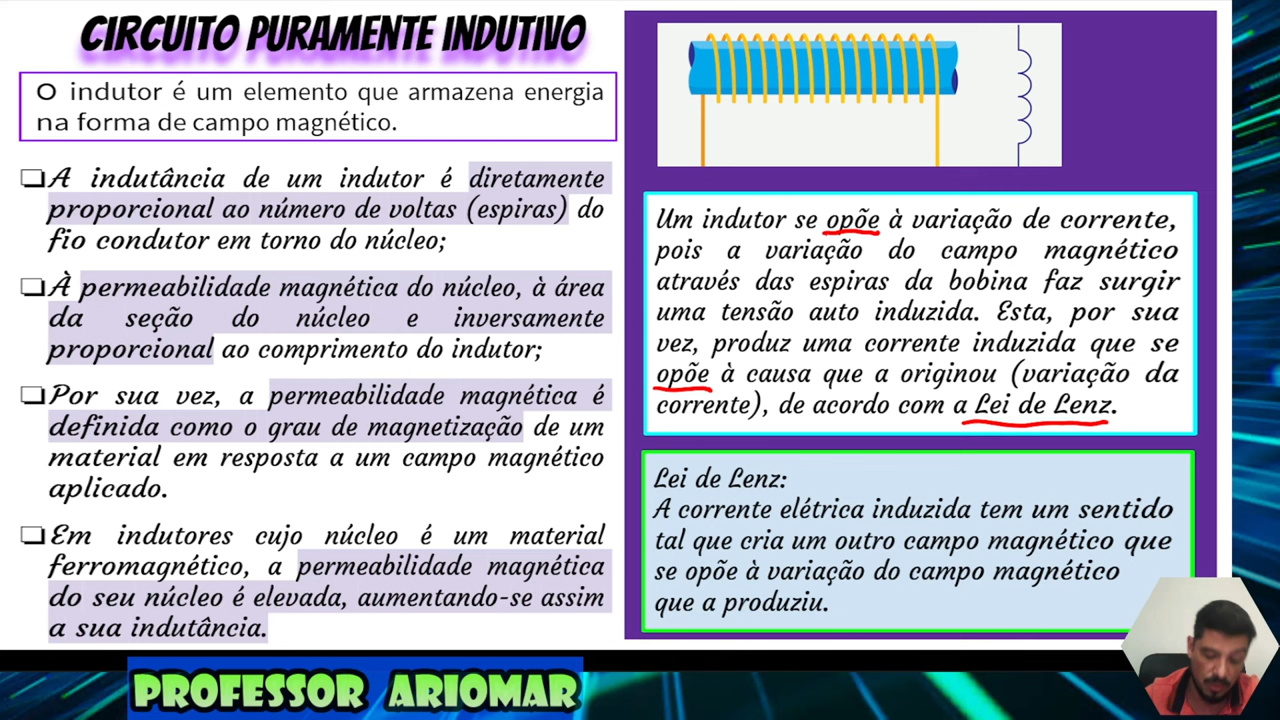 CIRCUITO PURAMENTE INDUTIVO
O indutor é um elemento que armazena energia
na forma de campo magnético.
A indutância de um indutor é diretamente
proporcional ao número de voltas (espiras) do
fio condutor em torno do núcleo;
À permeabilidade magnética do núcleo, à área
da seção do núcleo e inversamente
proporcional ao comprimento do indutor;
Por sua vez, a permeabilidade magnética é
definida como o grau de magnetização de um
material em resposta a um campo magnético
aplicado.
Em indutores cujo núcleo é um material
ferromagnético, a permeabilidade magnética
do seu núcleo é elevada, aumentando-se assim
a sua indutância.
Um indutor se opõe à variação de corrente,
pois a variação do campo magnético
através das espiras da bobina faz surgir
uma tensão auto induzida. Esta, por sua
vez, produz uma corrente induzida que se
opõe à causa que a originou (variação da
corrente), de acordo com a Lei de Lenz.
Lei de Lenz:
A corrente elétrica induzida tem um sentido
tal que cria um outro campo magnético que
se opõe à variação do campo magnético
que a produziu.
PROFESSOR ARIOMAR